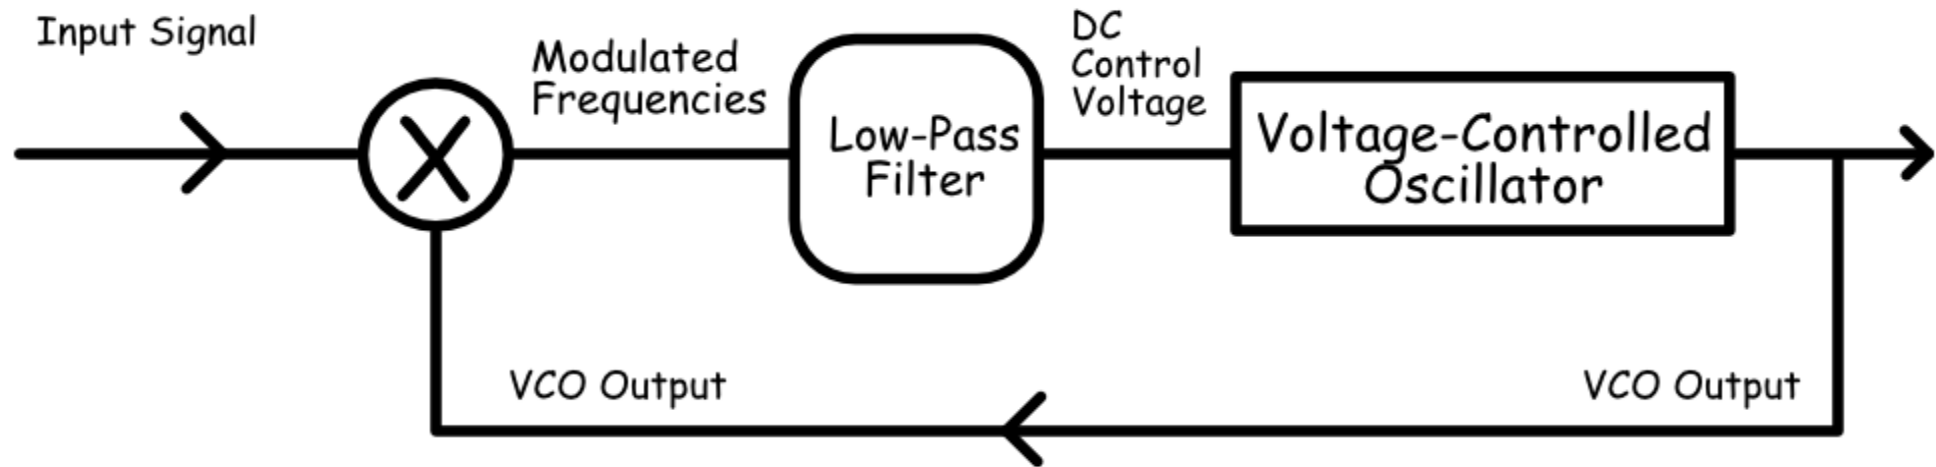 Input Signal
X
Modulated
Frequencies
Low-Pass
Filter
DC
Control
Voltage
Voltage-Controlled
Oscillator
VCO Output
VCO Output